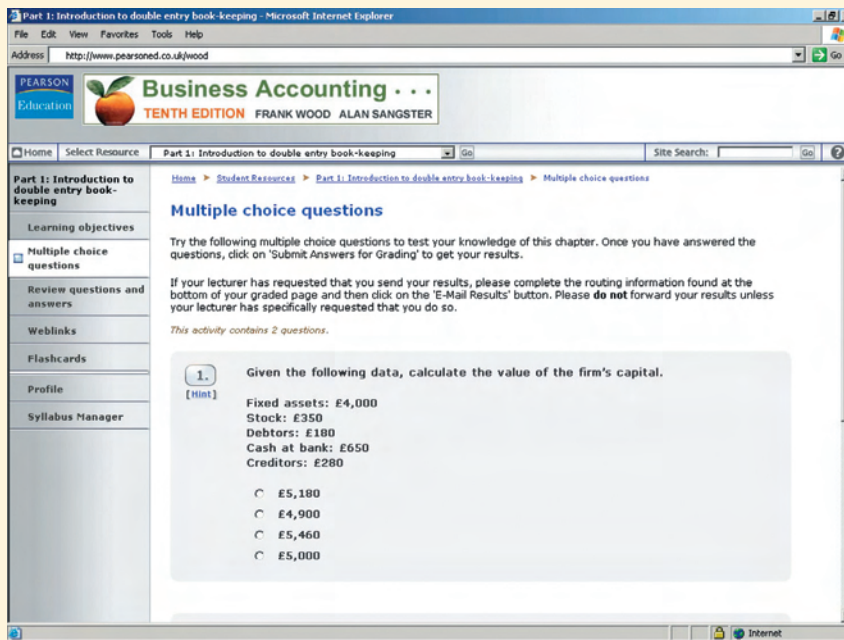 Part 1: Introduction to double entry book-keeping - Microsoft Internet Explorer
File Edit View Favorites Tools Help
Address http://www.pearsoned.co.uk/wood Go
PEARSON
Education
Business Accounting . . .
TENTH EDITION FRANK WOOD ALAN SANGSTER
Home Select Resource Part 1: Introduction to double entry book-keeping Go Site Search: Go ?
Part 1: Introduction to
double entry book-
keeping
Learning objectives
Multiple choice
questions
Review questions and
answers
Weblinks
Flashcards
Profile
Syllabus Manager
Home ► Student Resources ► Part 1: Introduction to double entry book-keeping ► Multiple choice questions
Multiple choice questions
Try the following multiple choice questions to test your knowledge of this chapter. Once you have answered the
questions, click on 'Submit Answers for Grading' to get your results.
If your lecturer has requested that you send your results, please complete the routing information found at the
bottom of your graded page and then click on the 'E-Mail Results' button. Please do not forward your results unless
your lecturer has specifically requested that you do so.
This activity contains 2 questions.
1. Given the following data, calculate the value of the firm's capital.
[Hint]
Fixed assets: £4,000
Stock: £350
Debtors: £180
Cash at bank: £650
Creditors: £280
£5,180
£4,900
£5,460
£5,000
Internet